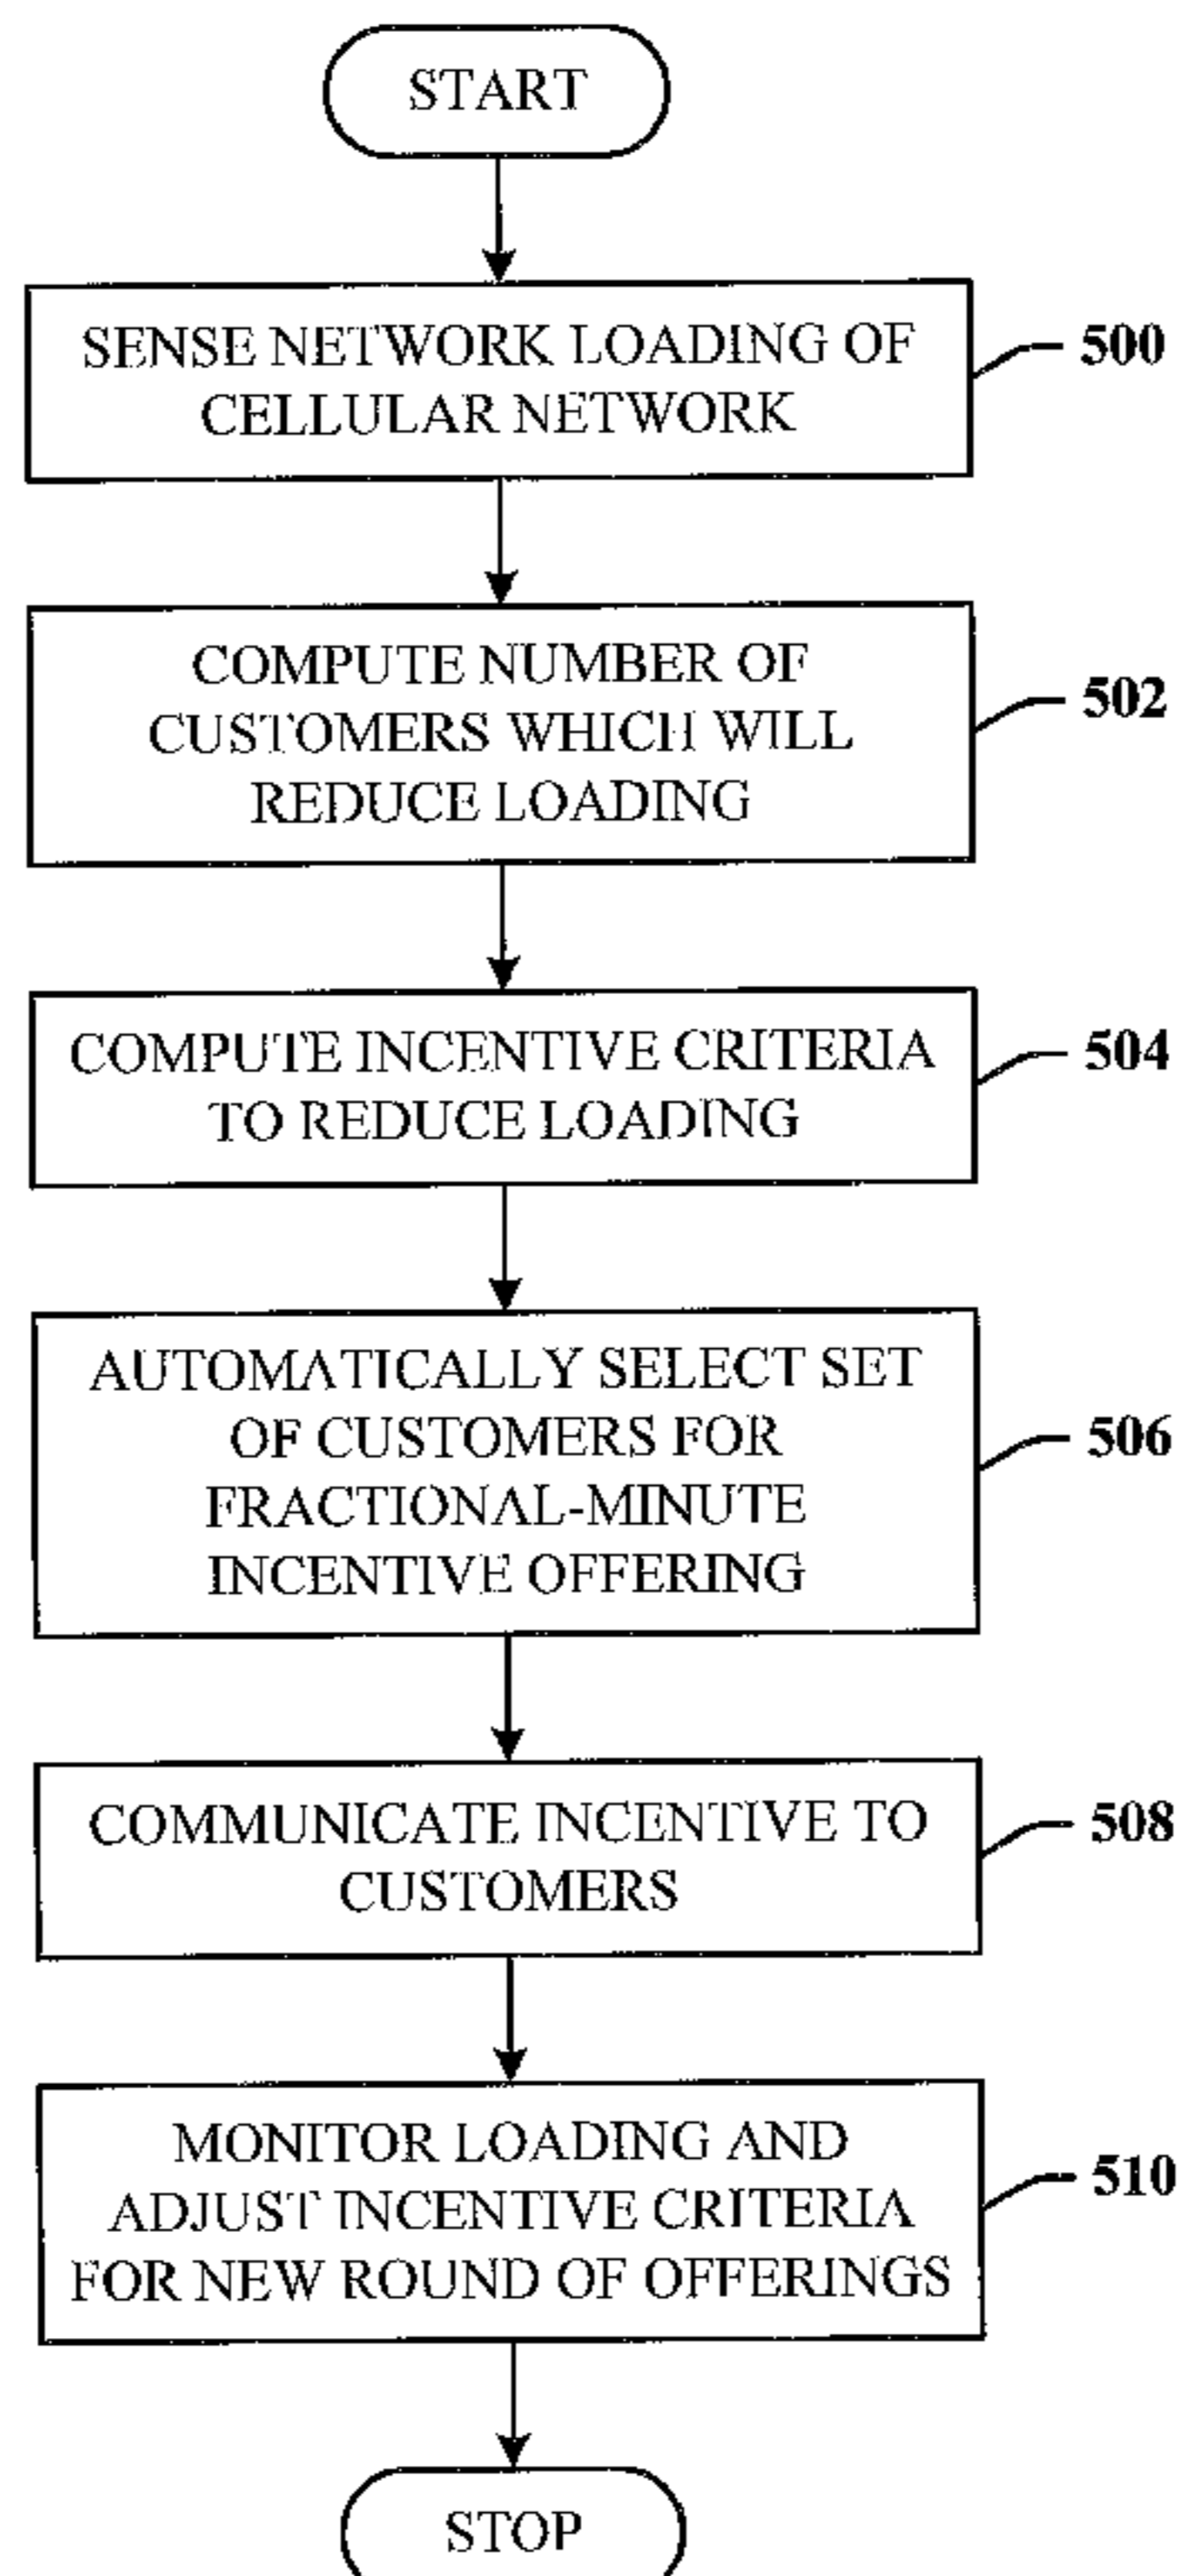 START
SENSE NETWORK LOADING OF
CELLULAR NETWORK
500
COMPUTE NUMBER OF
CUSTOMERS WHICH WILL
REDUCE LOADING
502
COMPUTE INCENTIVE CRITERIA
TO REDUCE LOADING
504
AUTOMATICALLY SELECT SET
OF CUSTOMERS FOR
FRACTIONAL-MINUTE
INCENTIVE OFFERING
506
COMMUNICATE INCENTIVE TO
CUSTOMERS
508
MONITOR LOADING AND
ADJUST INCENTIVE CRITERIA
FOR NEW ROUND OF OFFERINGS
510
STOP